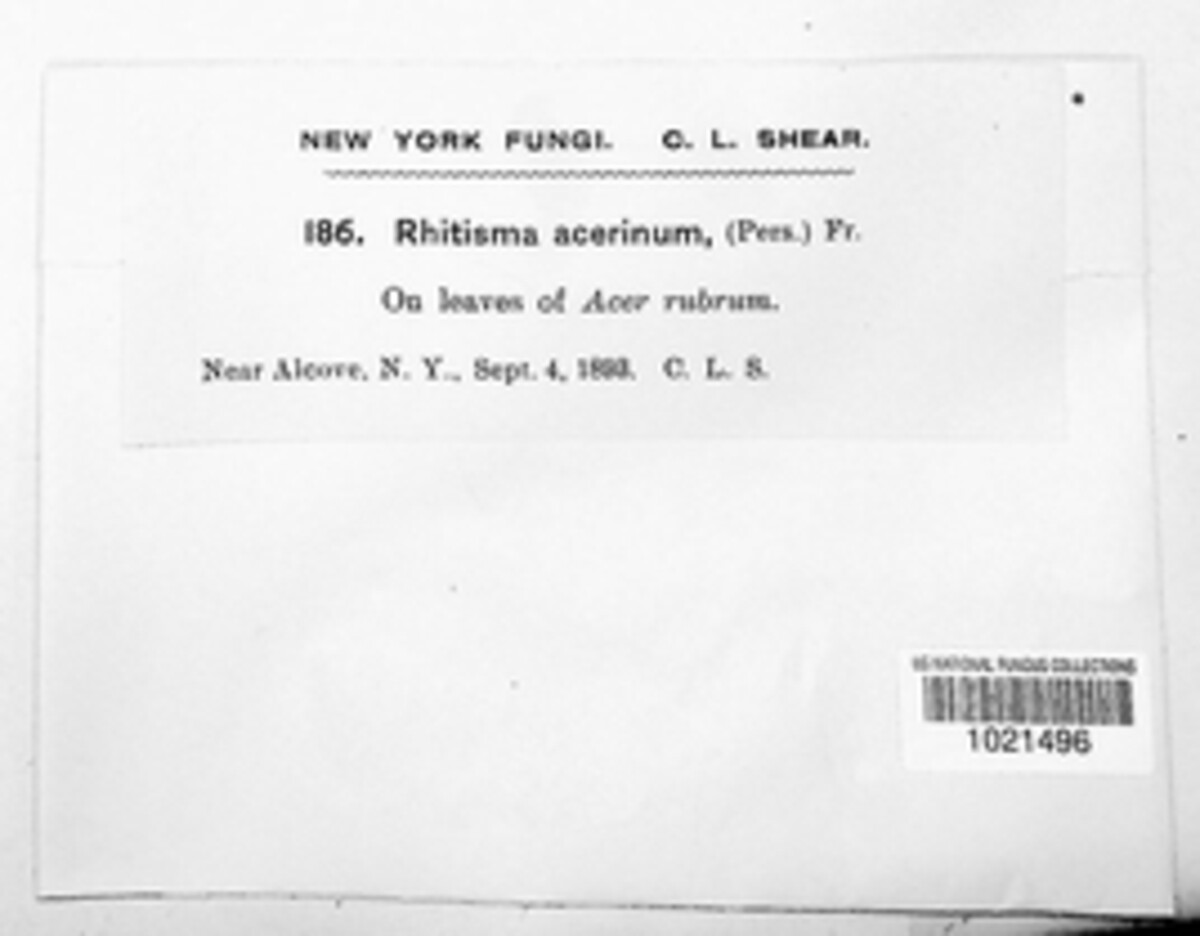 NEW YORK FUNGI. C. L. SHEAR.
186. Rhitisma acerinum, (Pers.) Fr.
On leaves of Acer rubrum.
Near Alcove, N. Y., Sept. 4, 1893. C. L. S.
US NATIONAL FUNGUS COLLECTIONS
1021496